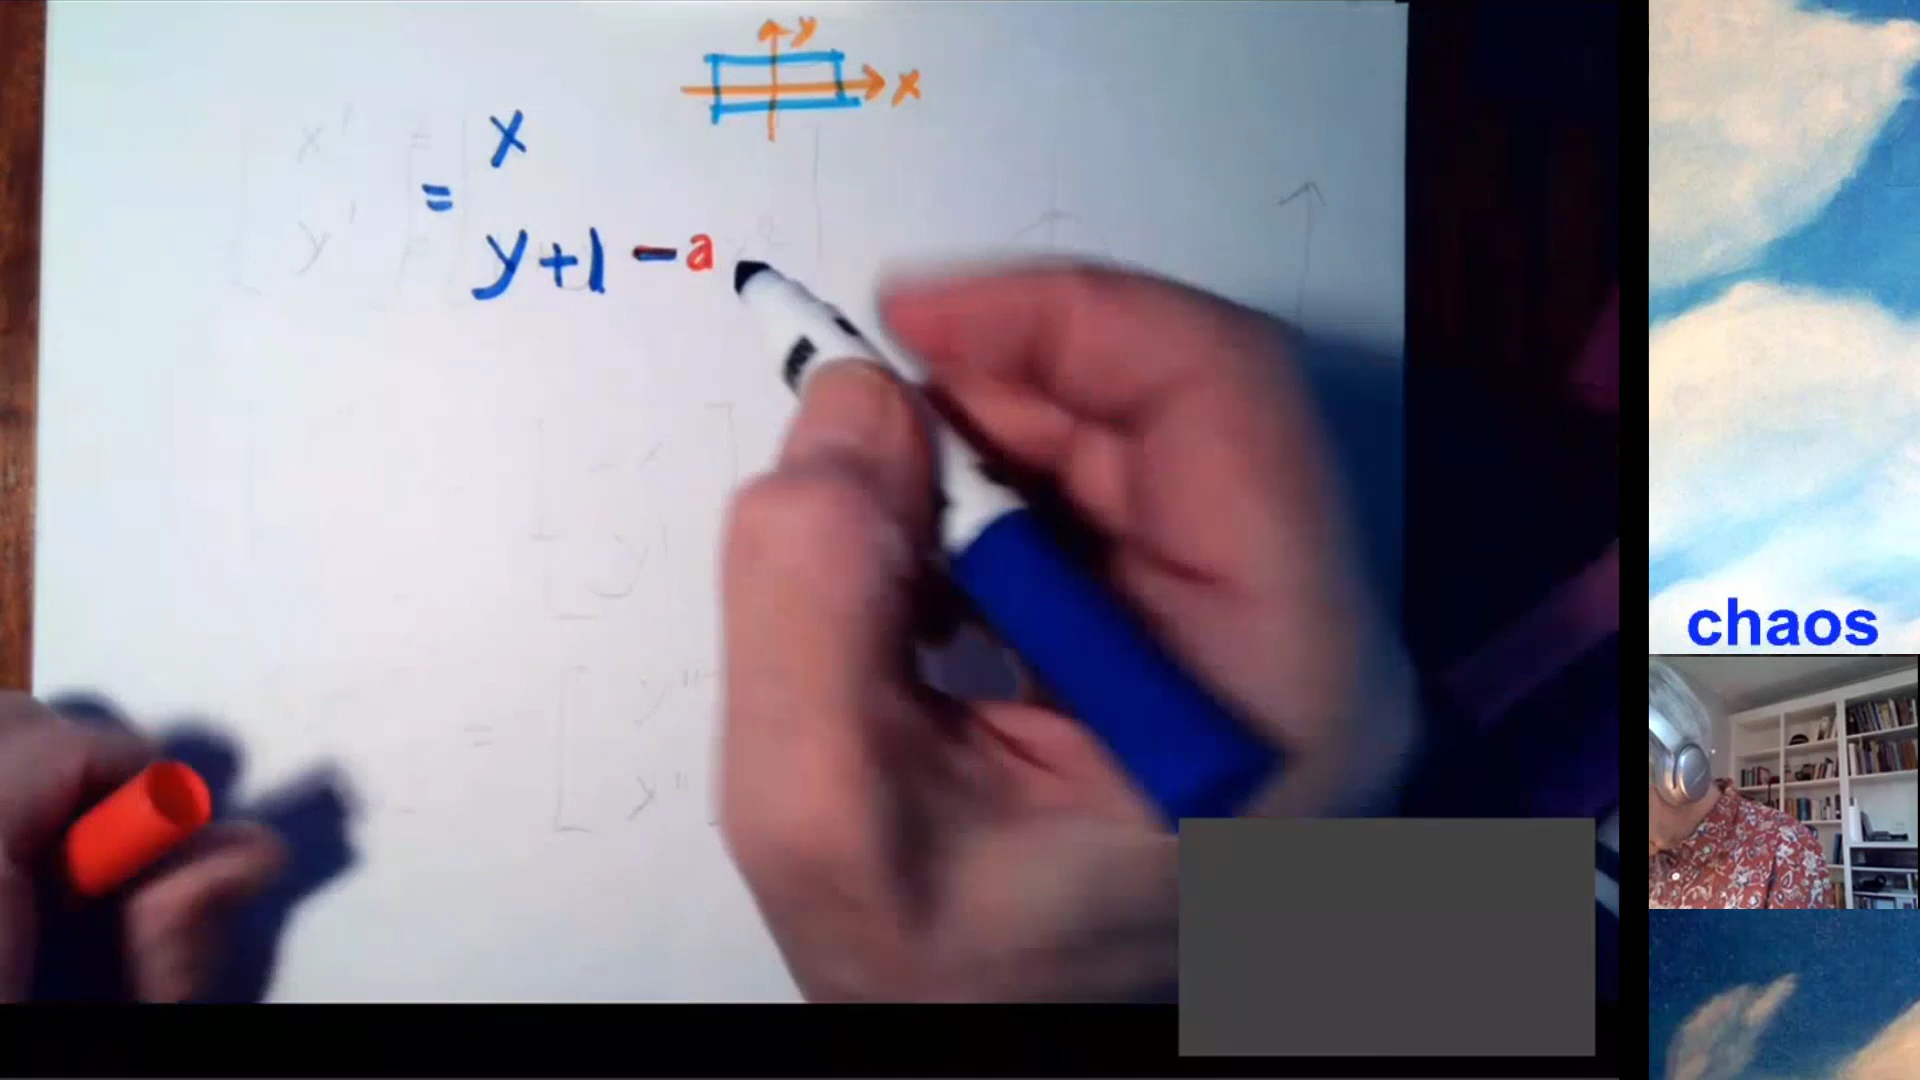 y
x
x
=
y+1 -a
x'
=
y'
y'
=
y"
x"
chaos